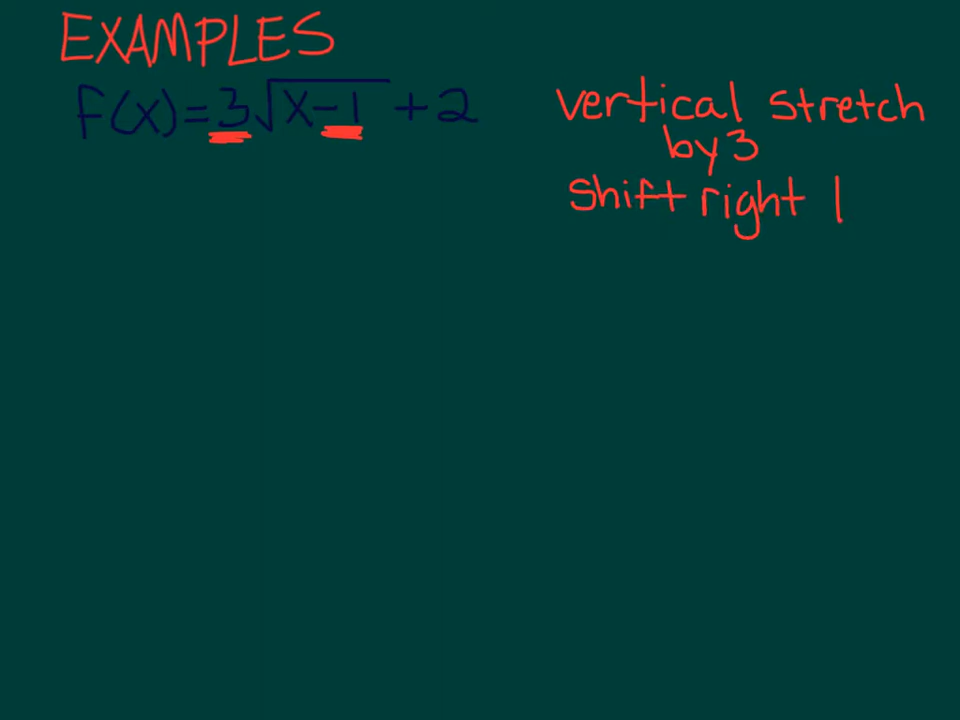 EXAMPLES
F(x)=3√x-1 +2
vertical stretch
by 3
shift right 1